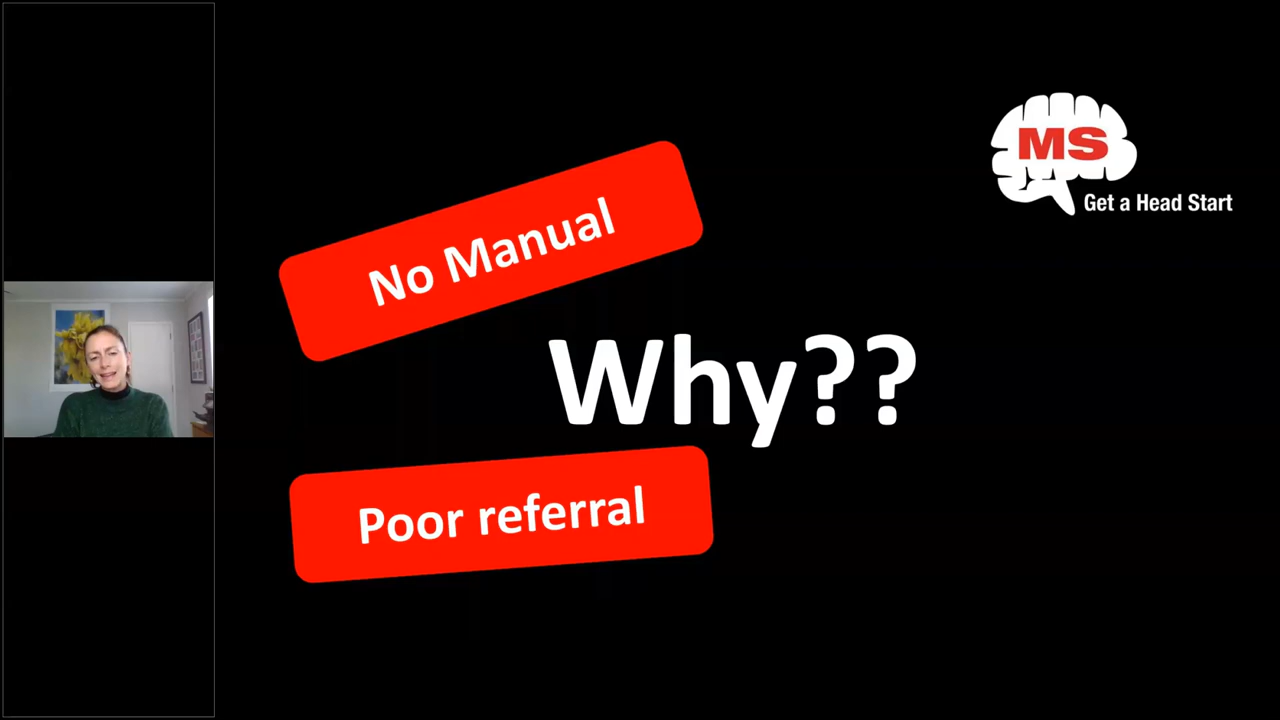 MS
Get a Head Start
No Manual
Why??
Poor referral